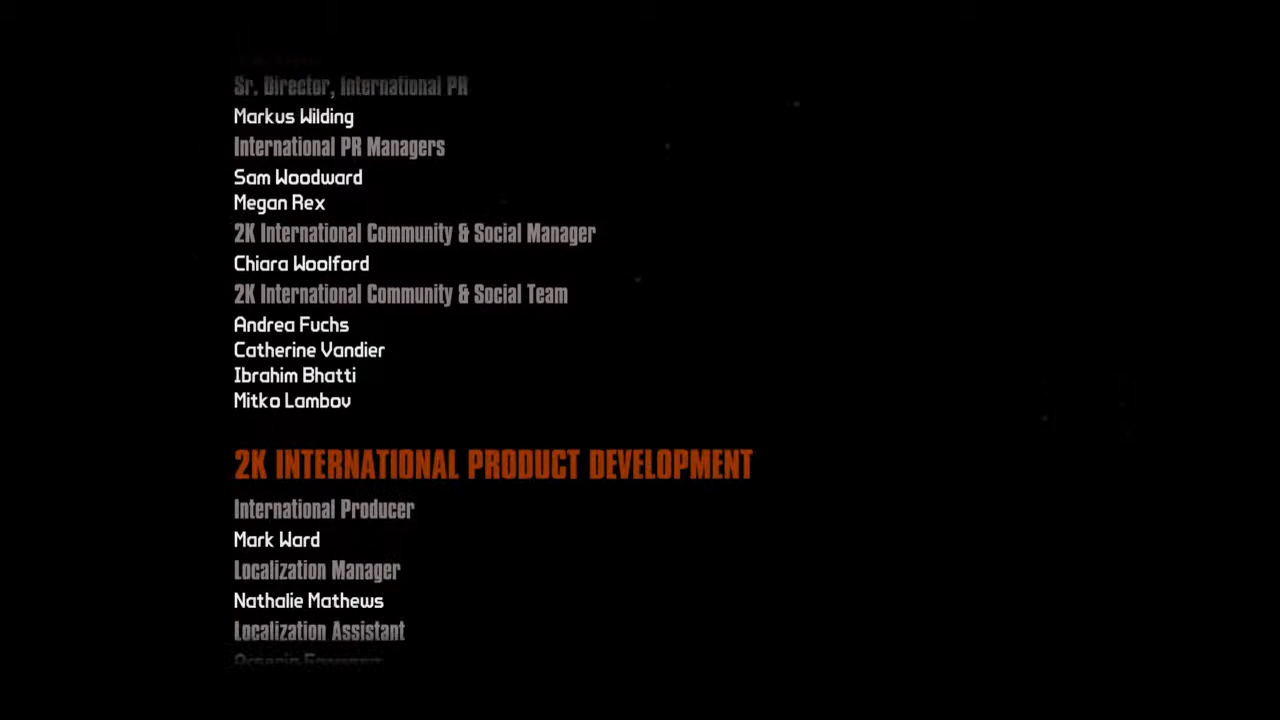 Sr. Director, International PR
Markus Wilding
International PR Managers
Sam Woodward
Megan Rex
2K International Community & Social Manager
Chiara Woolford
2K International Community & Social Team
Andrea Fuchs
Catherine Vandier
Ibrahim Bhatti
Mitko Lambov
2K INTERNATIONAL PRODUCT DEVELOPMENT
International Producer
Mark Ward
Localization Manager
Nathalie Mathews
Localization Assistant